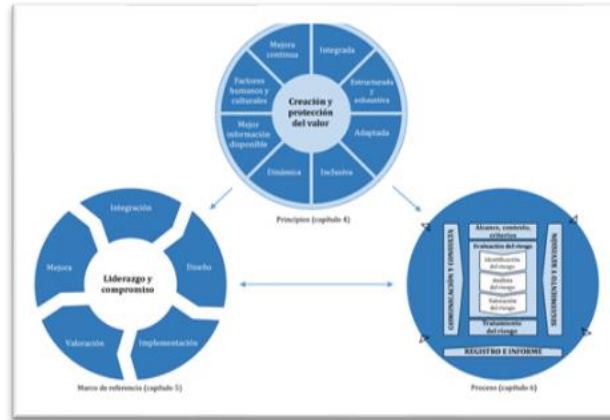 Mejora
continua
Integrada
Factores
humanos y
culturales
Estructurada y
exhaustiva
Creación y
protección
del valor
Mejor
información
disponible
Adaptada
Dinámica
Inclusiva
Principios (capítulo 4)
Integración
Mejora
Diseño
Liderazgo y
compromiso
Valoración
Implementación
Marco de referencia (capítulo 5)
Alcance, contexto,
criterios
Evaluación del riesgo
Identificación
del riesgo
Análisis
del riesgo
Valoración
del riesgo
Tratamiento
del riesgo
COMUNICACIÓN Y CONSULTA
SEGUIMIENTO Y REVISIÓN
REGISTRO E INFORME
Proceso (capítulo 6)